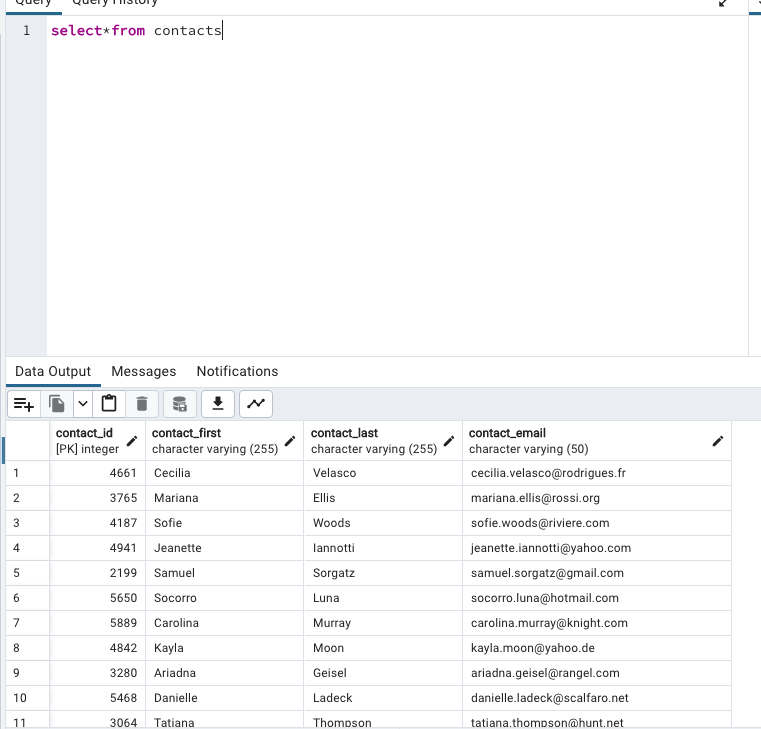 Query Query History
1 select*from contacts
Data Output Messages Notifications
contact_id contact_first contact_last contact_email
[PK] integer character varying (255) character varying (255) character varying (50)
1 4661 Cecilia Velasco cecilia.velasco@rodrigues.fr
2 3765 Mariana Ellis mariana.ellis@rossi.org
3 4187 Sofie Woods sofie.woods@riviere.com
4 4941 Jeanette Iannotti jeanette.iannotti@yahoo.com
5 2199 Samuel Sorgatz samuel.sorgatz@gmail.com
6 5650 Socorro Luna socorro.luna@hotmail.com
7 5889 Carolina Murray carolina.murray@knight.com
8 4842 Kayla Moon kayla.moon@yahoo.de
9 3280 Ariadna Geisel ariadna.geisel@rangel.com
10 5468 Danielle Ladeck danielle.ladeck@scalfaro.net
11 3064 Tatiana Thompson tatiana.thompson@hunt.net